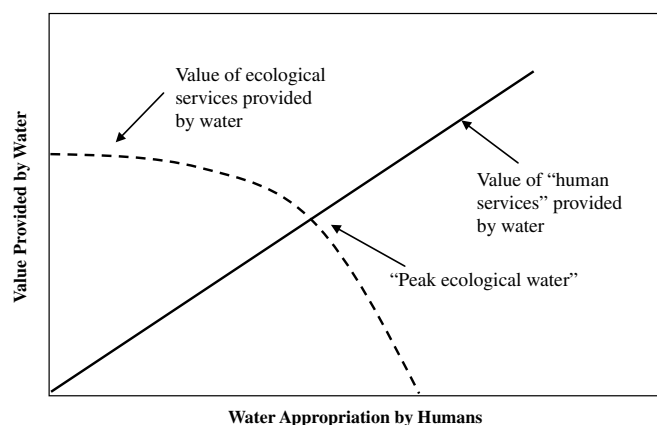 Value of ecological
services provided
by water
Value of “human
services” provided
by water
“Peak ecological water”
Value Provided by Water
Water Appropriation by Humans